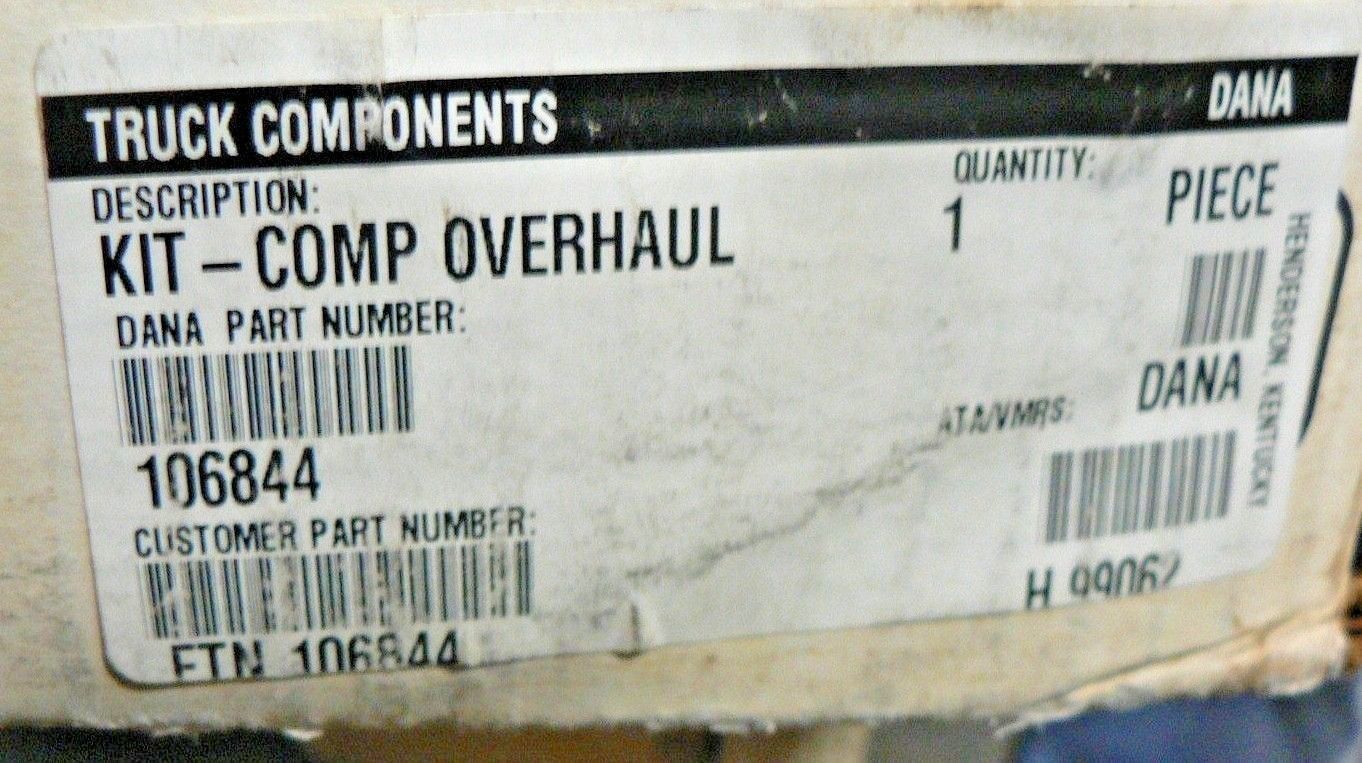 TRUCK COMPONENTS DANA
DESCRIPTION: QUANTITY:
KIT – COMP OVERHAUL 1 PIECE
DANA PART NUMBER:
106844
ATA/VMRS: DANA
CUSTOMER PART NUMBER:
FTN 106844
H 99062
HENDERSON, KENTUCKY